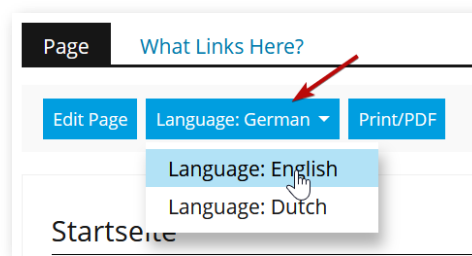 Page What Links Here?
Edit Page Language: German Print/PDF
Language: English
Language: Dutch
Startseite